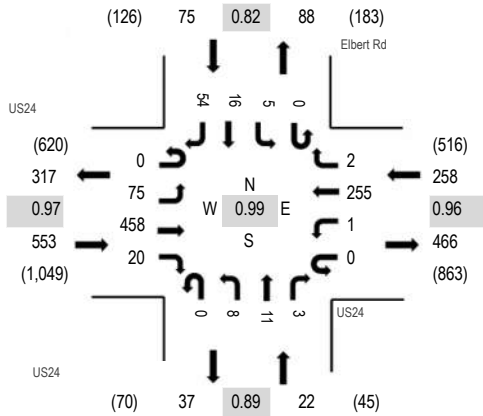 (126) 75 0.82 88 (183)
Elbert Rd
US24
54 16 5 0
(620) (516)
317 0 2 258
0.97 75 255 0.96
N
W 0.99 E
S
553 458 1 466
20 0
(1,049) (863)
0 8 11 3
US24
US24
(70) 37 0.89 22 (45)